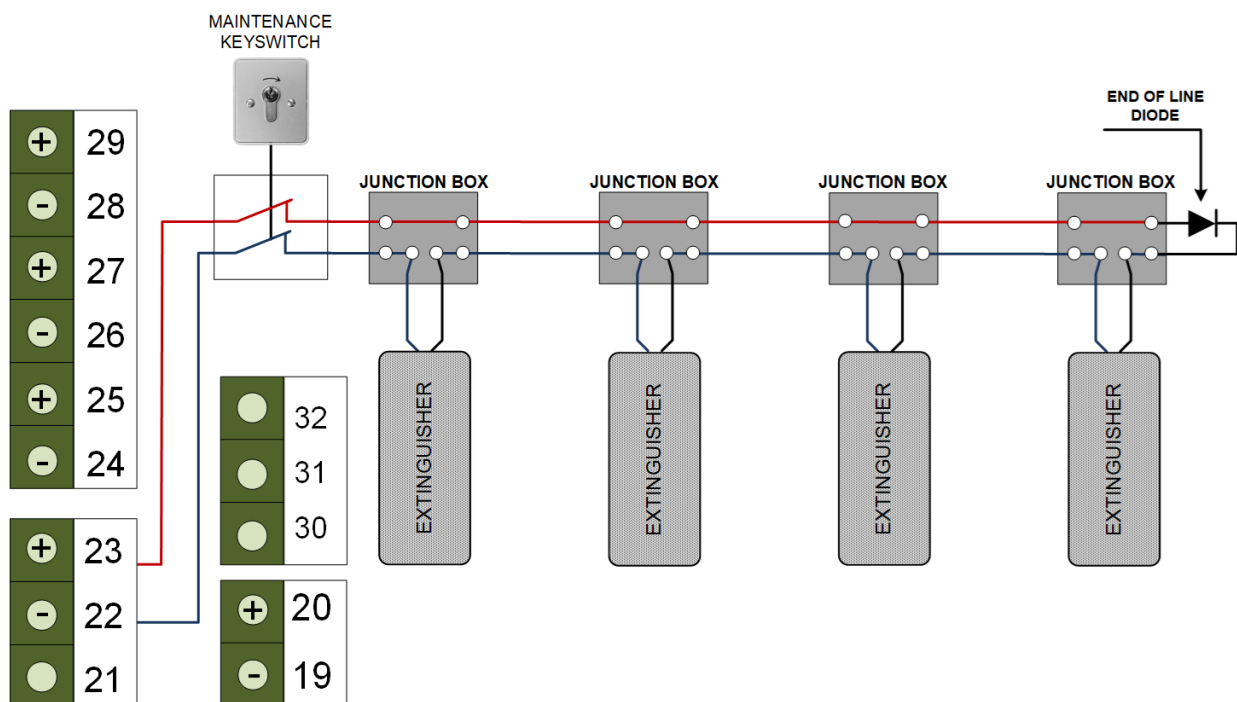 MAINTENANCE
KEYSWITCH
END OF LINE
DIODE
+ 29
- 28
+ 27
- 26
+ 25
- 24
JUNCTION BOX
JUNCTION BOX
JUNCTION BOX
JUNCTION BOX
EXTINGUISHER
EXTINGUISHER
EXTINGUISHER
EXTINGUISHER
32
31
30
+ 23
- 22
21
+ 20
- 19